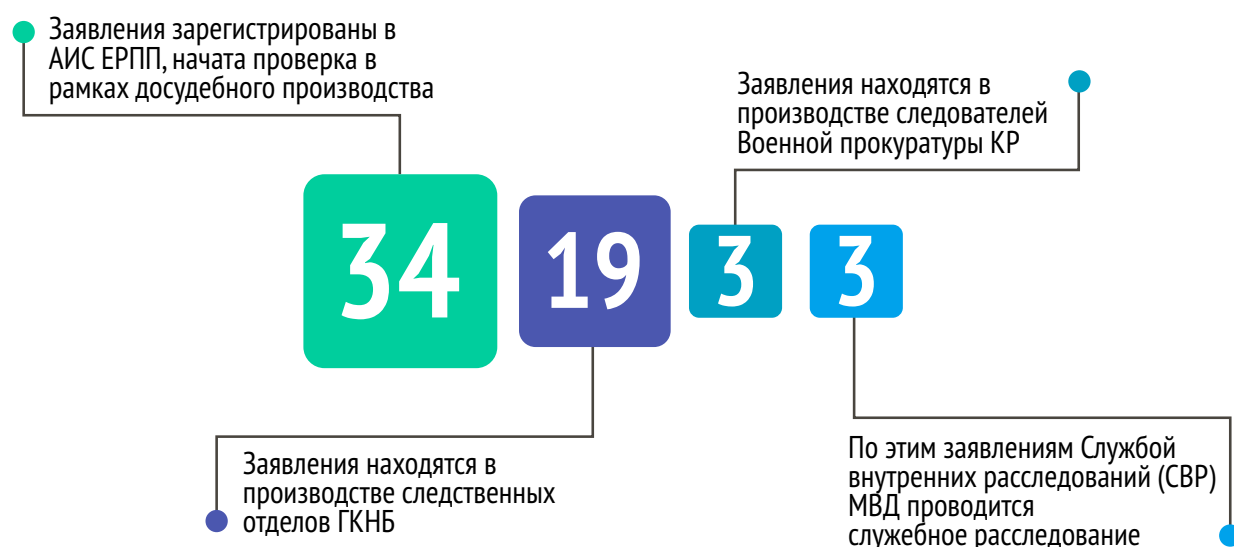 Заявления зарегистрированы в
АИС ЕРПП, начата проверка в
рамках досудебного производства
Заявления находятся в
производстве следователей
Военной прокуратуры КР
34
19
3
3
Заявления находятся в
производстве следственных
отделов ГКНБ
По этим заявлениям Службой
внутренних расследований (СВР)
МВД проводится
служебное расследование